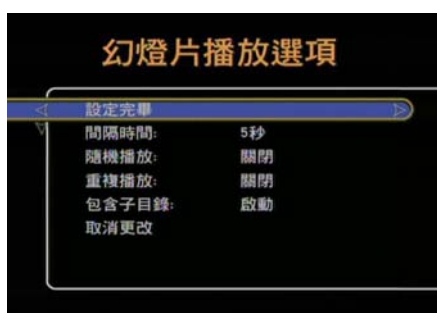 幻燈片播放選項
設定完畢
間隔時間: 5秒
隨機播放: 關閉
重複播放: 關閉
包含子目錄: 啟動
取消更改